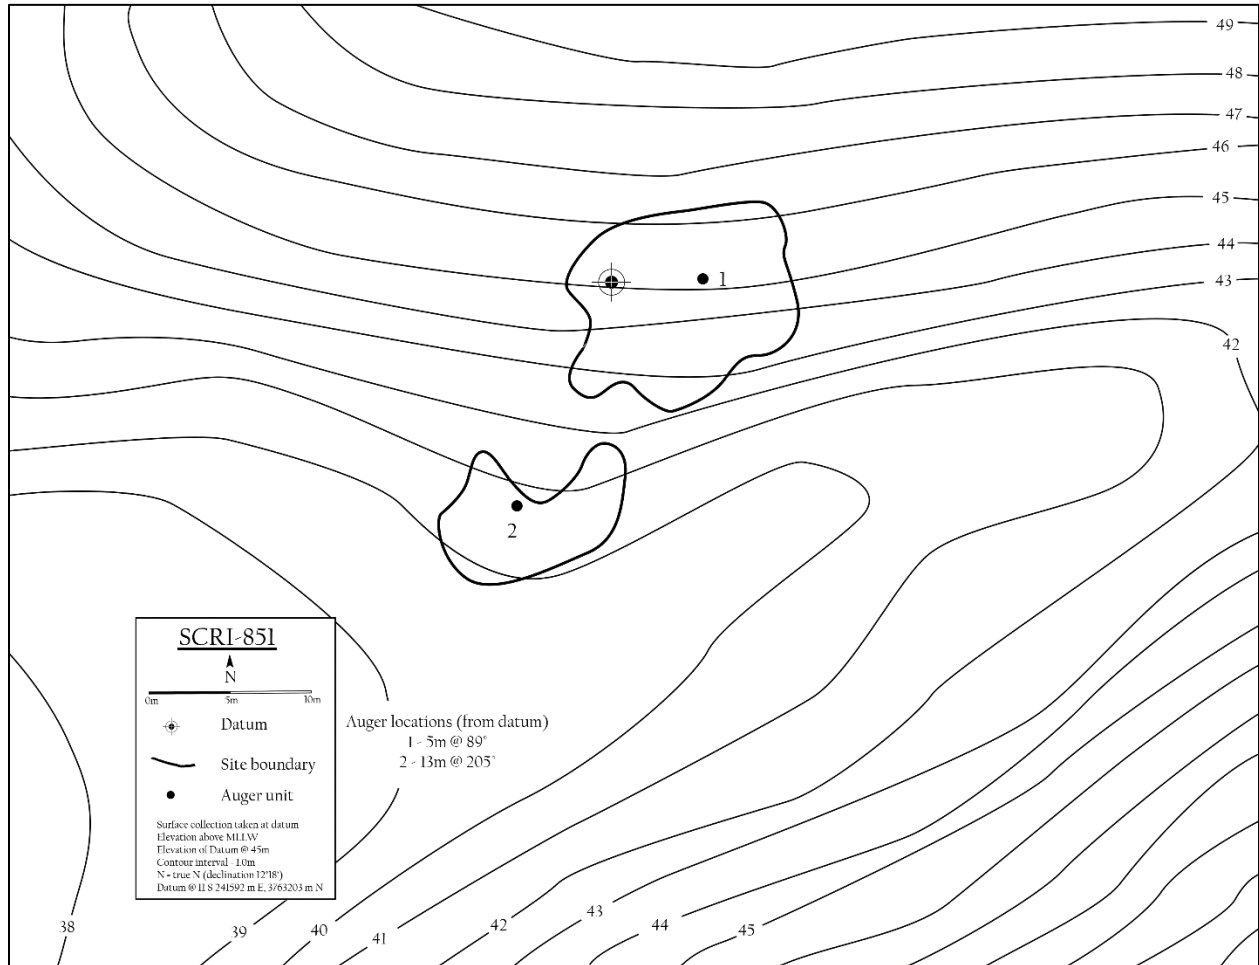 49
48
47
46
45
44
43
42
1
2
SCRI-851
N
0m 5m 10m
Datum
Site boundary
Auger unit
Surface collection taken at datum
Elevation above MLLW
Elevation of Datum @ 45m
Contour interval - 1.0m
N = true N (declination 12°18')
Datum @ 11 S 241592 m E, 3763203 m N
Auger locations (from datum)
1 - 5m @ 89°
2 - 13m @ 205°
38
39
40
41
42
43
44
45